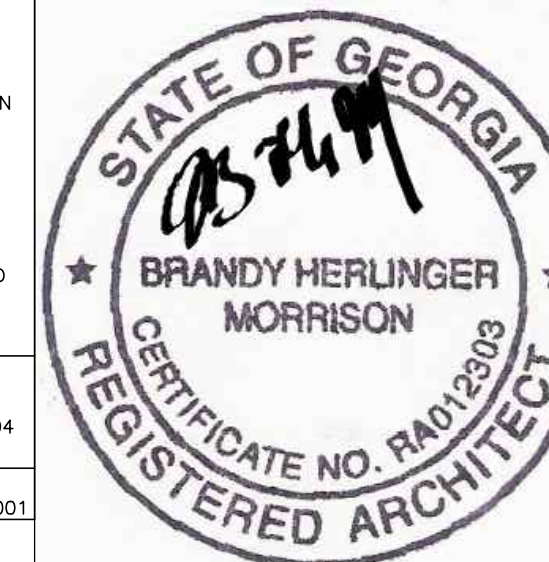 STATE OF GEORGIA
BRANDY HERLINGER
MORRISON
CERTIFICATE NO. RA012303
REGISTERED ARCHITECT
N
O
04
001